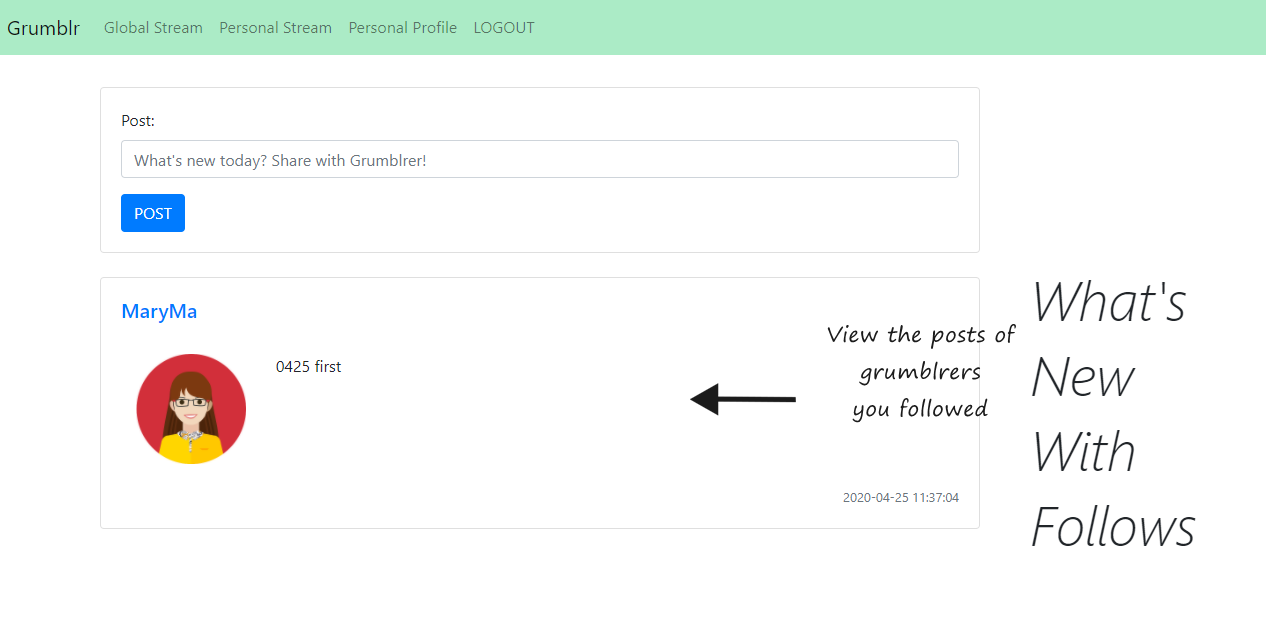 Grumblr Global Stream Personal Stream Personal Profile LOGOUT
Post:
What's new today? Share with Grumblrer!
POST
MaryMa
0425 first
View the posts of
grumblrers
you followed
2020-04-25 11:37:04
What's
New
With
Follows